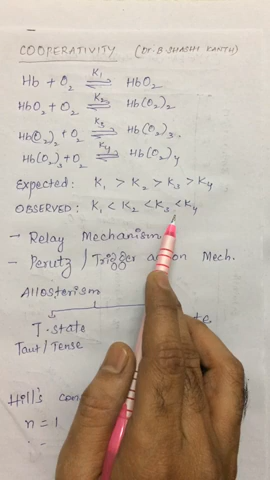 COOPERATIVITY (Dr. B. SHASHI KANTH)
Hb + O₂ ⇌ K₁ HbO₂
HbO₂ + O₂ ⇌ K₂ Hb(O₂)₂
Hb(O₂)₂ + O₂ ⇌ K₃ Hb(O₂)₃
Hb(O₂)₃ + O₂ ⇌ K₄ Hb(O₂)₄
Expected: K₁ > K₂ > K₃ > K₄
OBSERVED: K₁ < K₂ < K₃ < K₄
- Relay Mechanism
- Perutz / Trigger action Mech.
Allosterism
T-state
Taut / Tense
Hill's
n = 1